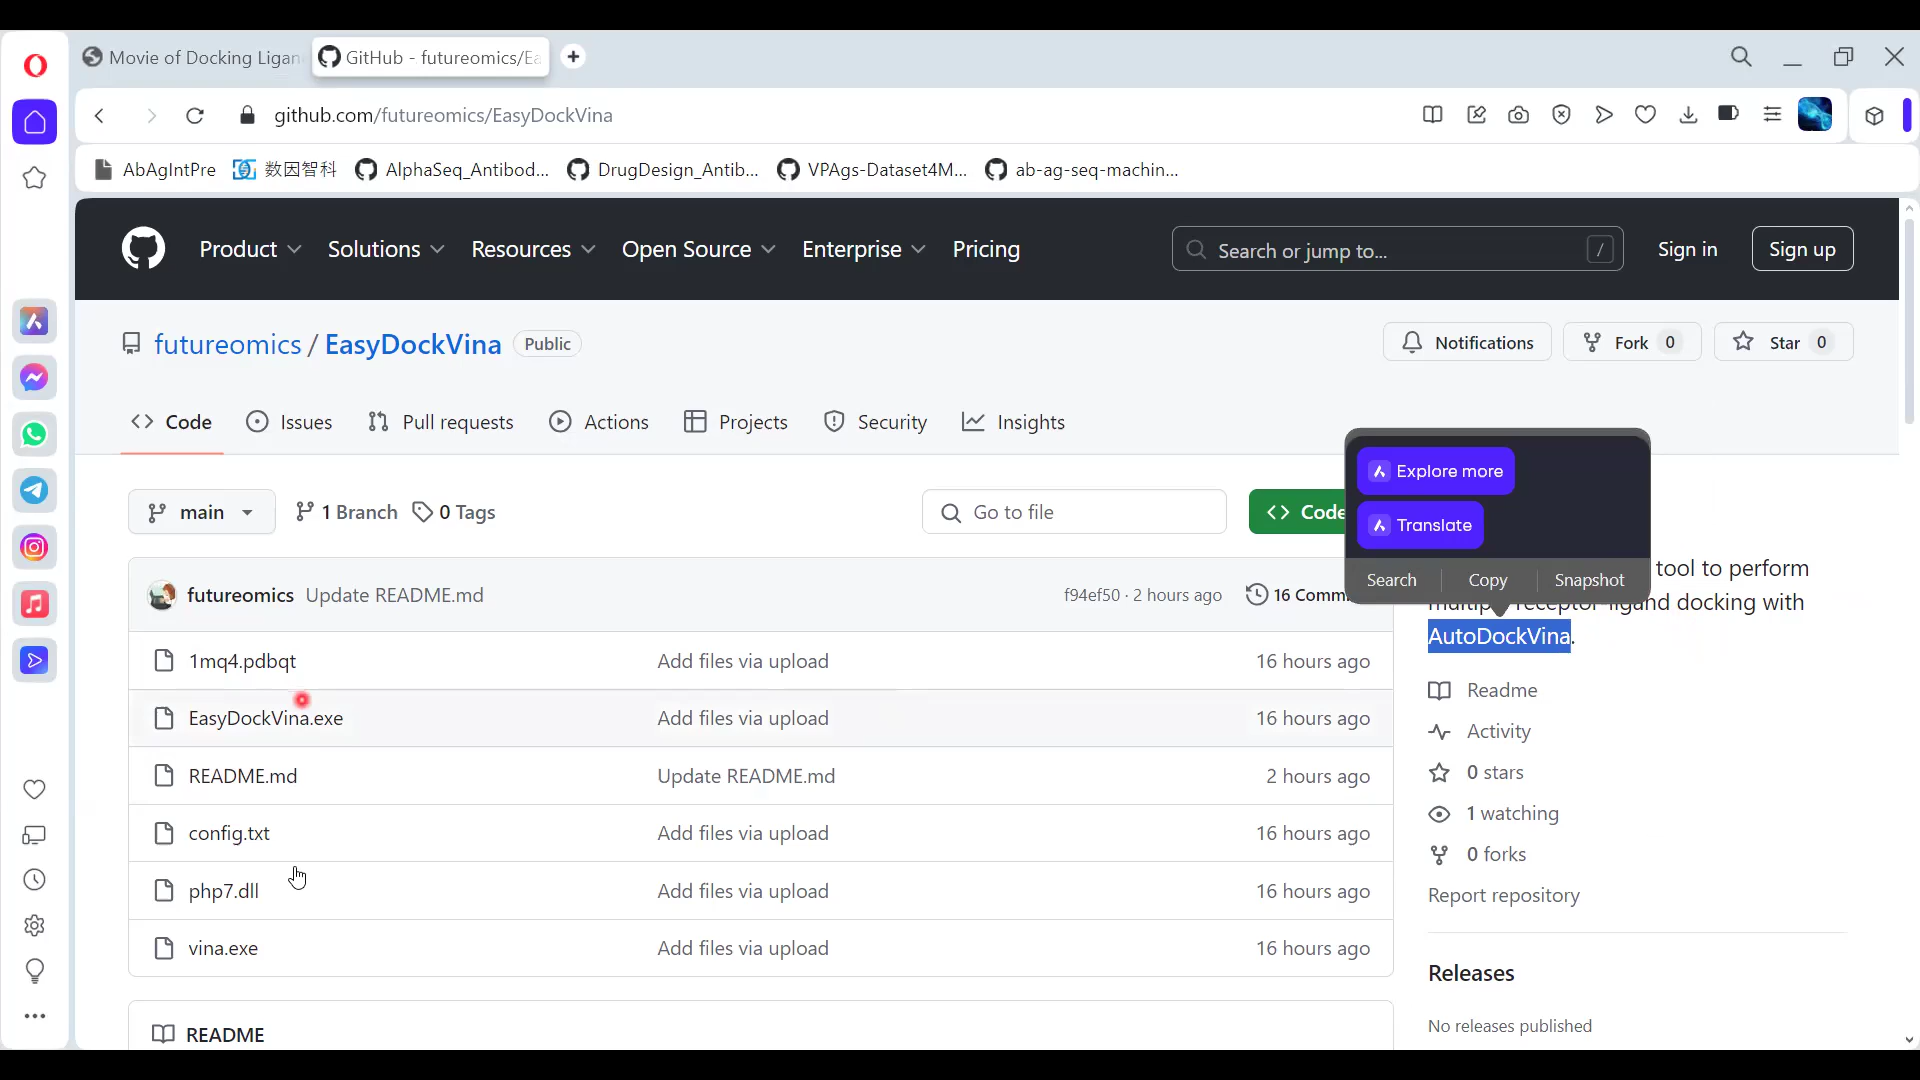 Movie of Docking Ligan
GitHub - futureomics/Ea
github.com/futureomics/EasyDockVina
AbAgIntPre
数因智科
AlphaSeq_Antibod...
DrugDesign_Antib...
VPAgs-Dataset4M...
ab-ag-seq-machin...
Product
Solutions
Resources
Open Source
Enterprise
Pricing
Search or jump to...
/
Sign in
Sign up
futureomics / EasyDockVina
Public
Notifications
Fork 0
Star 0
Code
Issues
Pull requests
Actions
Projects
Security
Insights
main
1 Branch
0 Tags
Go to file
Code
Explore more
Translate
Search
Copy
Snapshot
futureomics Update README.md
f94ef50 · 2 hours ago
16 Comm
1mq4.pdbqt Add files via upload 16 hours ago
EasyDockVina.exe Add files via upload 16 hours ago
README.md Update README.md 2 hours ago
config.txt Add files via upload 16 hours ago
php7.dll Add files via upload 16 hours ago
vina.exe Add files via upload 16 hours ago
README
tool to perform
docking with
AutoDockVina.
Readme
Activity
0 stars
1 watching
0 forks
Report repository
Releases
No releases published